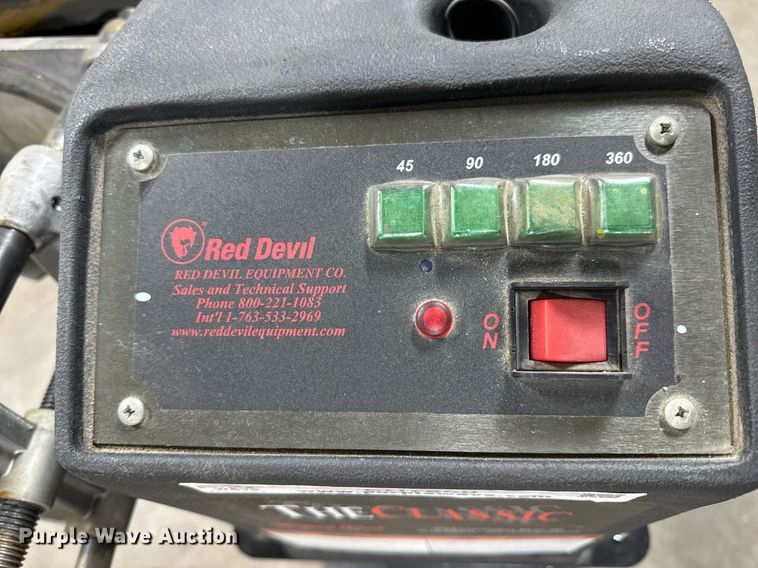 45 90 180 360
® Red Devil
RED DEVIL EQUIPMENT CO.
Sales and Technical Support
Phone 800-221-1083
Int'l 1-763-533-2969
www.reddevilequipment.com
ON
OFF
THE CLASSIC
Purple Wave Auction